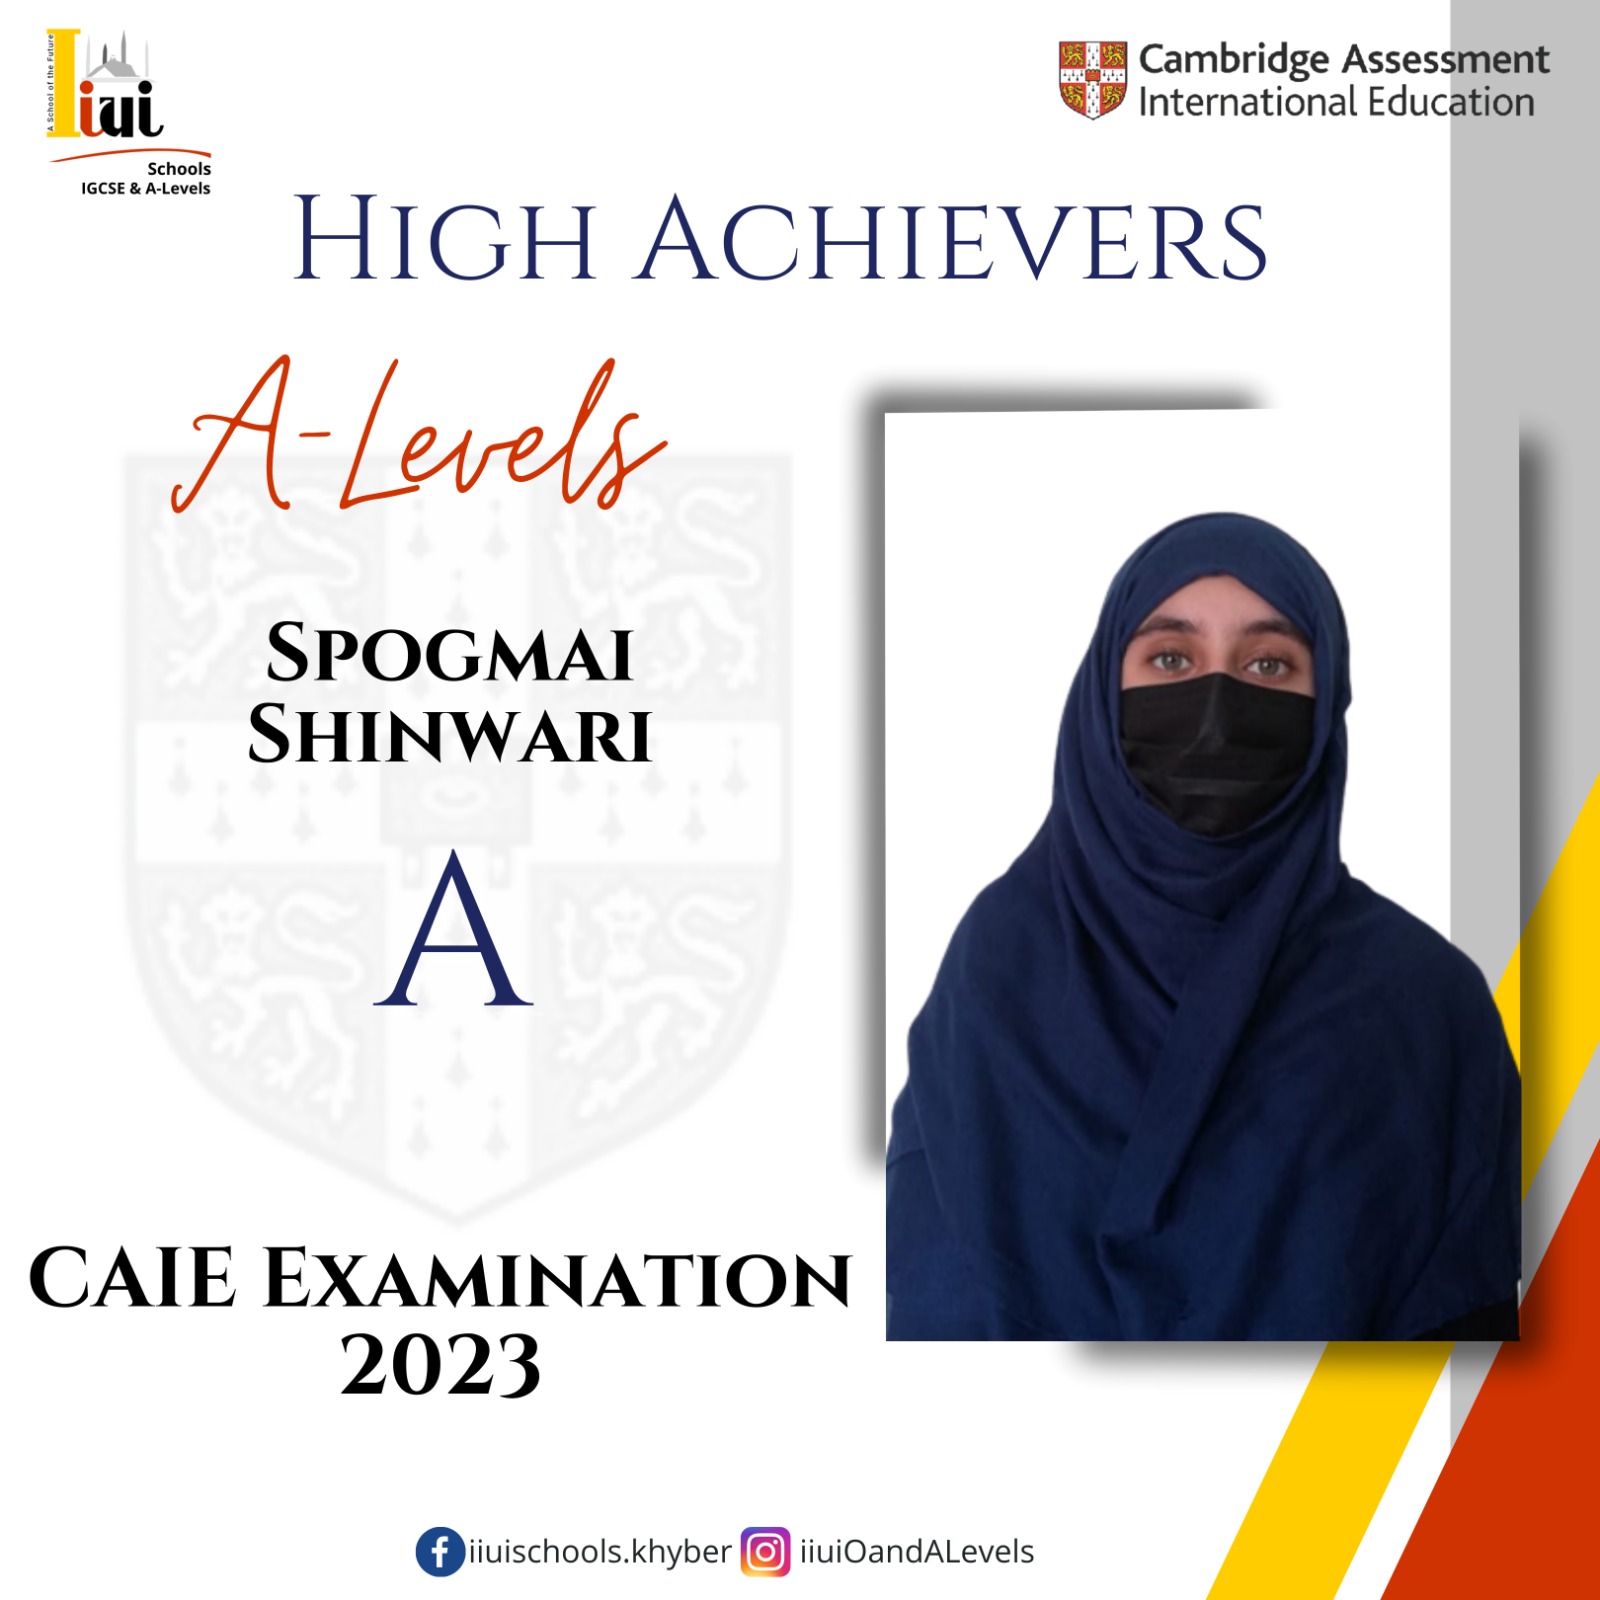 A School of the Future
iiui
Schools
IGCSE & A-Levels
Cambridge Assessment
International Education
HIGH ACHIEVERS
A-Levels
SPOGMAI
SHINWARI
A
CAIE EXAMINATION
2023
iiuischools.khyber
iiuiOandALevels